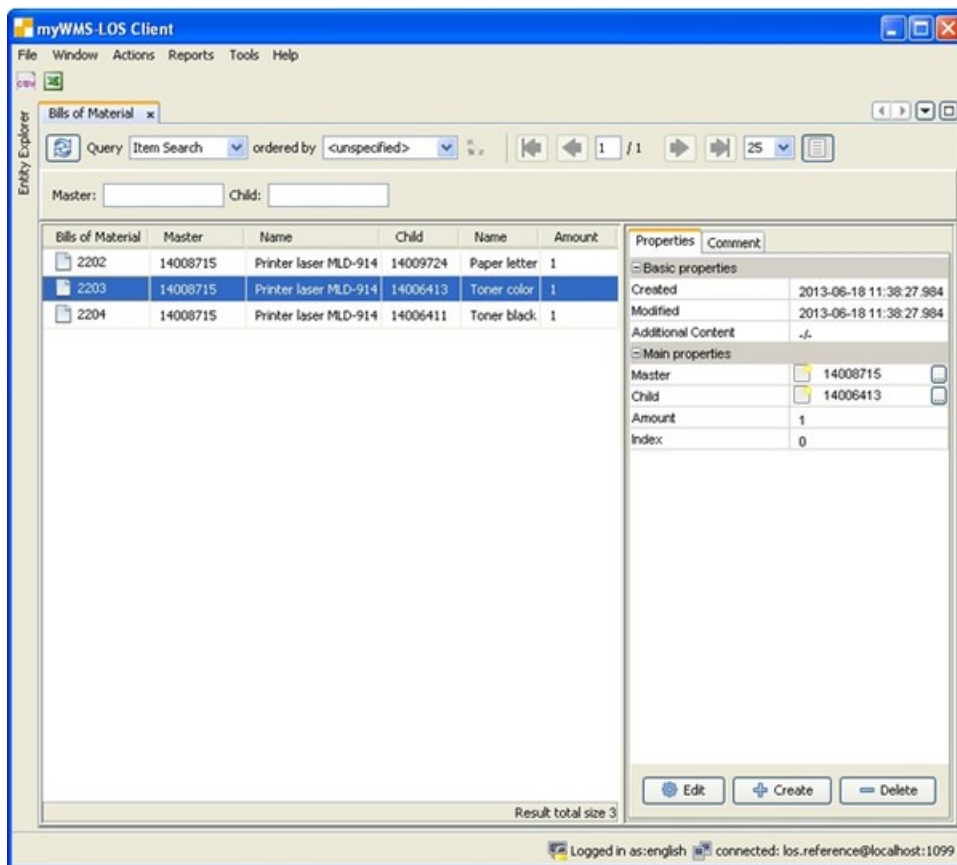 myWMS-LOS Client
File Window Actions Reports Tools Help
csv
Entity Explorer
Bills of Material x
Query Item Search ordered by <unspecified> 1 / 1 25
Master: Child:
Bills of Material Master Name Child Name Amount
2202 14008715 Printer laser MLD-914 14009724 Paper letter 1
2203 14008715 Printer laser MLD-914 14006413 Toner color 1
2204 14008715 Printer laser MLD-914 14006411 Toner black 1
Result total size 3
Properties Comment
Basic properties
Created 2013-06-18 11:38:27.984
Modified 2013-06-18 11:38:27.984
Additional Content -/-
Main properties
Master 14008715 ...
Child 14006413 ...
Amount 1
Index 0
Edit Create Delete
Logged in as:english connected: los.reference@localhost:1099